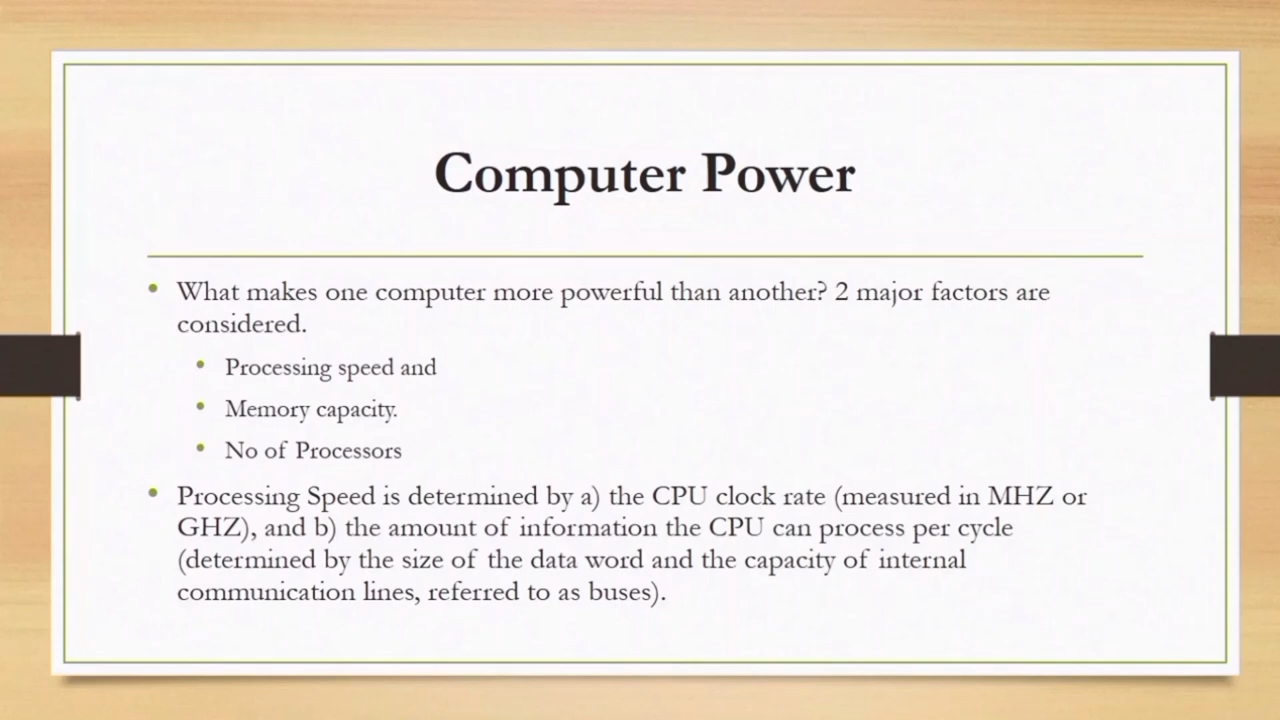 Computer Power
• What makes one computer more powerful than another? 2 major factors are
considered.
• Processing speed and
• Memory capacity.
• No of Processors
• Processing Speed is determined by a) the CPU clock rate (measured in MHZ or
GHZ), and b) the amount of information the CPU can process per cycle
(determined by the size of the data word and the capacity of internal
communication lines, referred to as buses).